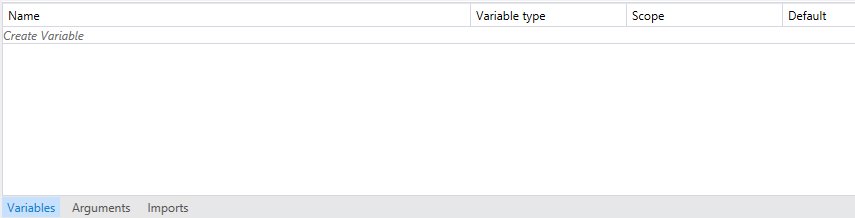 Name Variable type Scope Default
Create Variable
Variables Arguments Imports